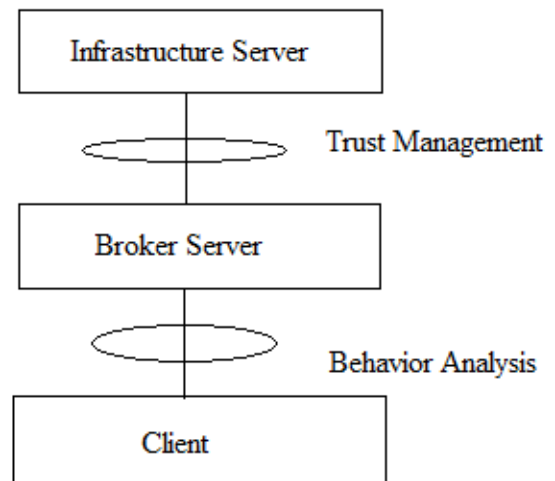 Infrastructure Server
Trust Management
Broker Server
Behavior Analysis
Client